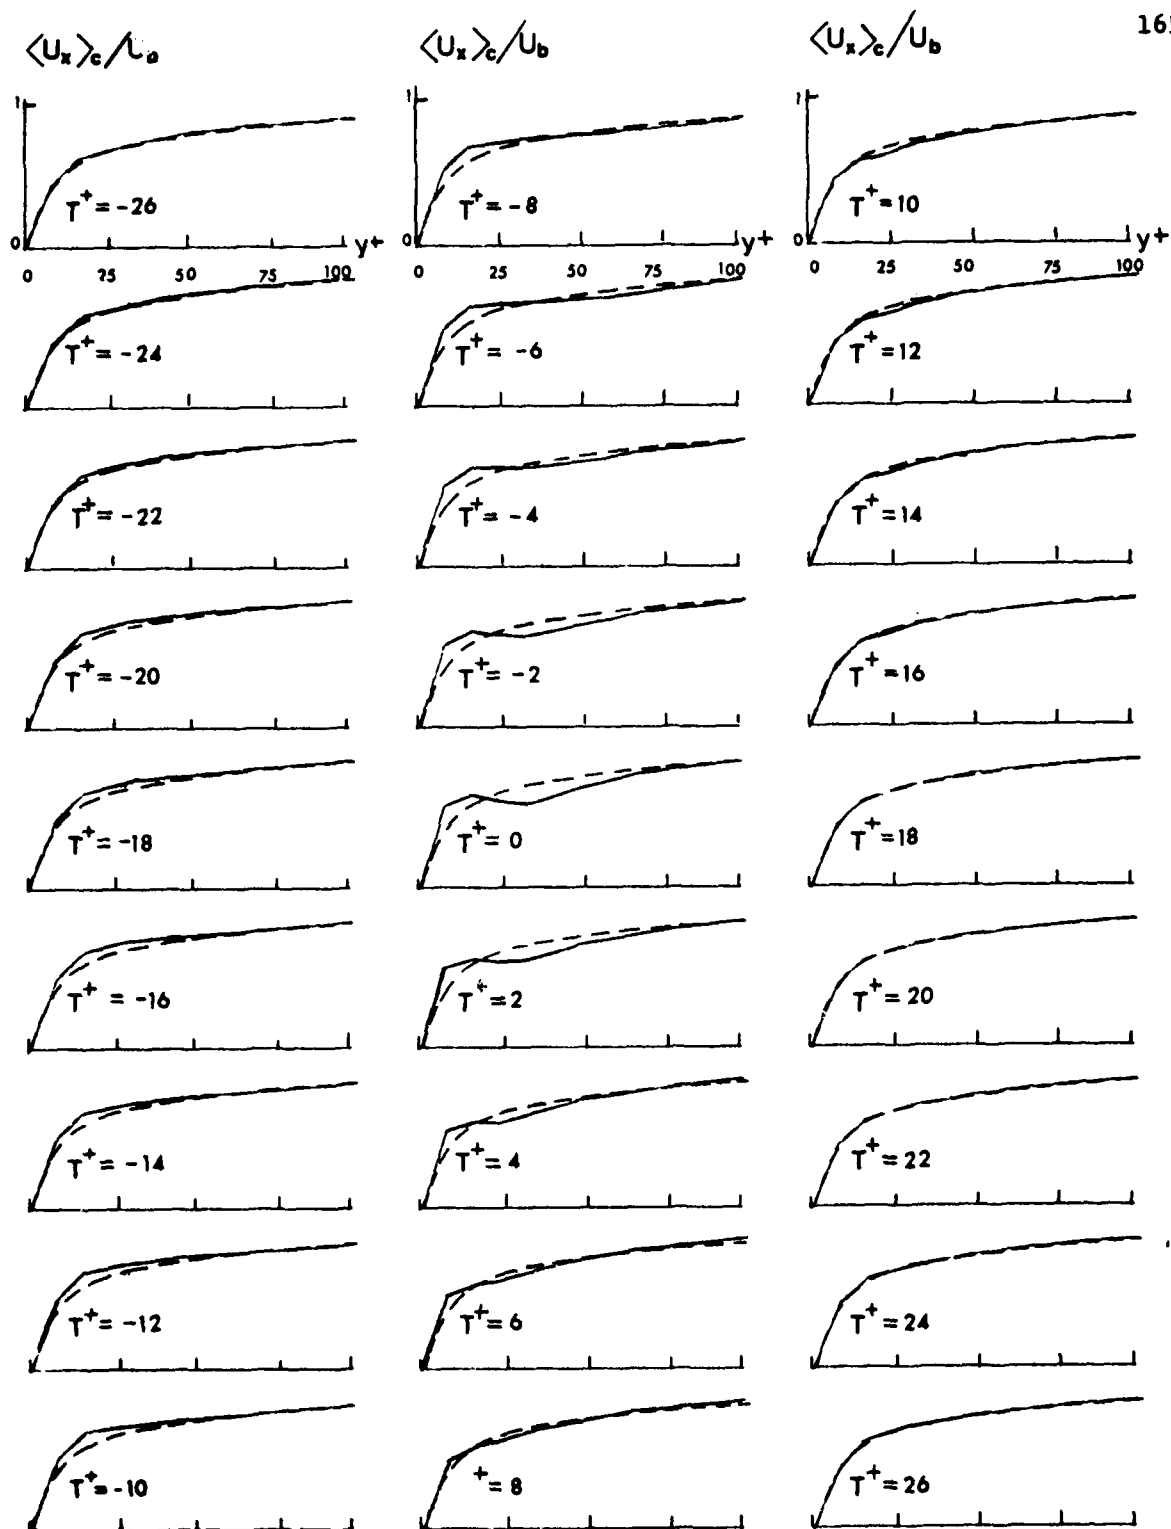 ⟨Ux⟩c/U ⟨Ux⟩c/Ub ⟨Ux⟩c/Ub 16
1 1 1
T+ = -26 T+ = -8 T+ = 10
0 y+ 0 y+ 0 y+
0 25 50 75 100 0 25 50 75 100 0 25 50 75 100
T+ = -24 T+ = -6 T+ = 12
T+ = -22 T+ = -4 T+ = 14
T+ = -20 T+ = -2 T+ = 16
T+ = -18 T+ = 0 T+ = 18
T+ = -16 T+ = 2 T+ = 20
T+ = -14 T+ = 4 T+ = 22
T+ = -12 T+ = 6 T+ = 24
T+ = -10 + = 8 T+ = 26